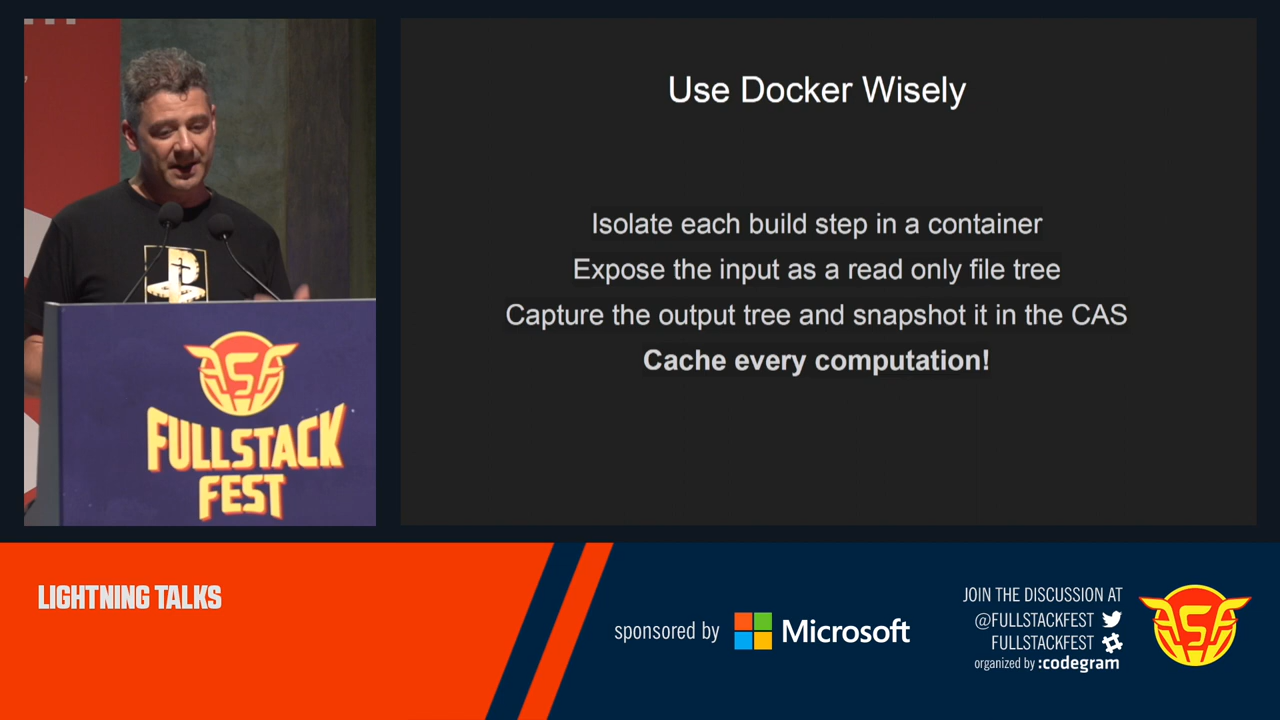 Use Docker Wisely
Isolate each build step in a container
Expose the input as a read only file tree
Capture the output tree and snapshot it in the CAS
Cache every computation!
FULLSTACK
FEST
LIGHTNING TALKS
sponsored by Microsoft
JOIN THE DISCUSSION AT
@FULLSTACKFEST
FULLSTACKFEST
organized by :codegram